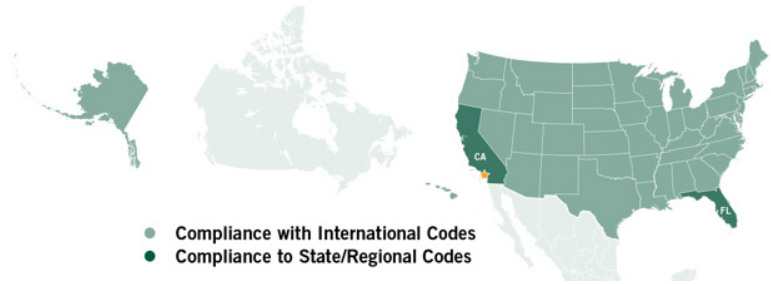 CA
FL
Compliance with International Codes
Compliance to State/Regional Codes